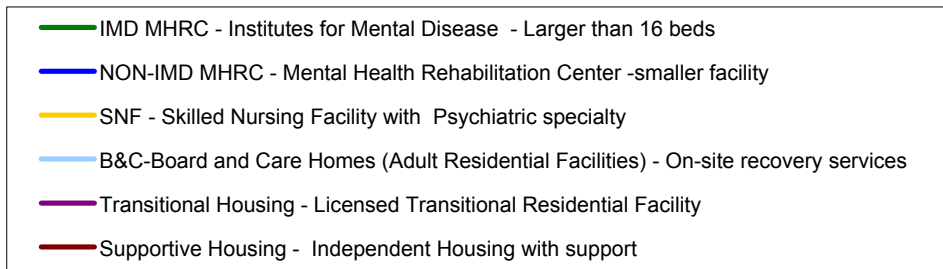 IMD MHRC - Institutes for Mental Disease - Larger than 16 beds
NON-IMD MHRC - Mental Health Rehabilitation Center -smaller facility
SNF - Skilled Nursing Facility with Psychiatric specialty
B&C-Board and Care Homes (Adult Residential Facilities) - On-site recovery services
Transitional Housing - Licensed Transitional Residential Facility
Supportive Housing - Independent Housing with support